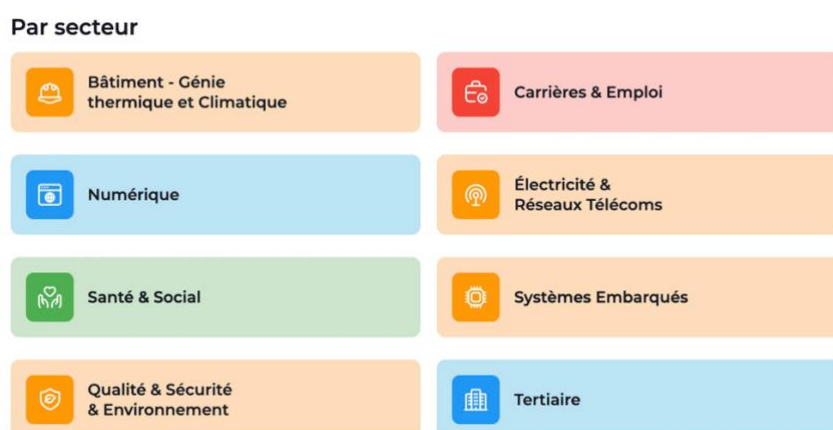 Par secteur
Bâtiment - Génie
thermique et Climatique
Carrières & Emploi
Numérique
Électricité &
Réseaux Télécoms
Santé & Social
Systèmes Embarqués
Qualité & Sécurité
& Environnement
Tertiaire